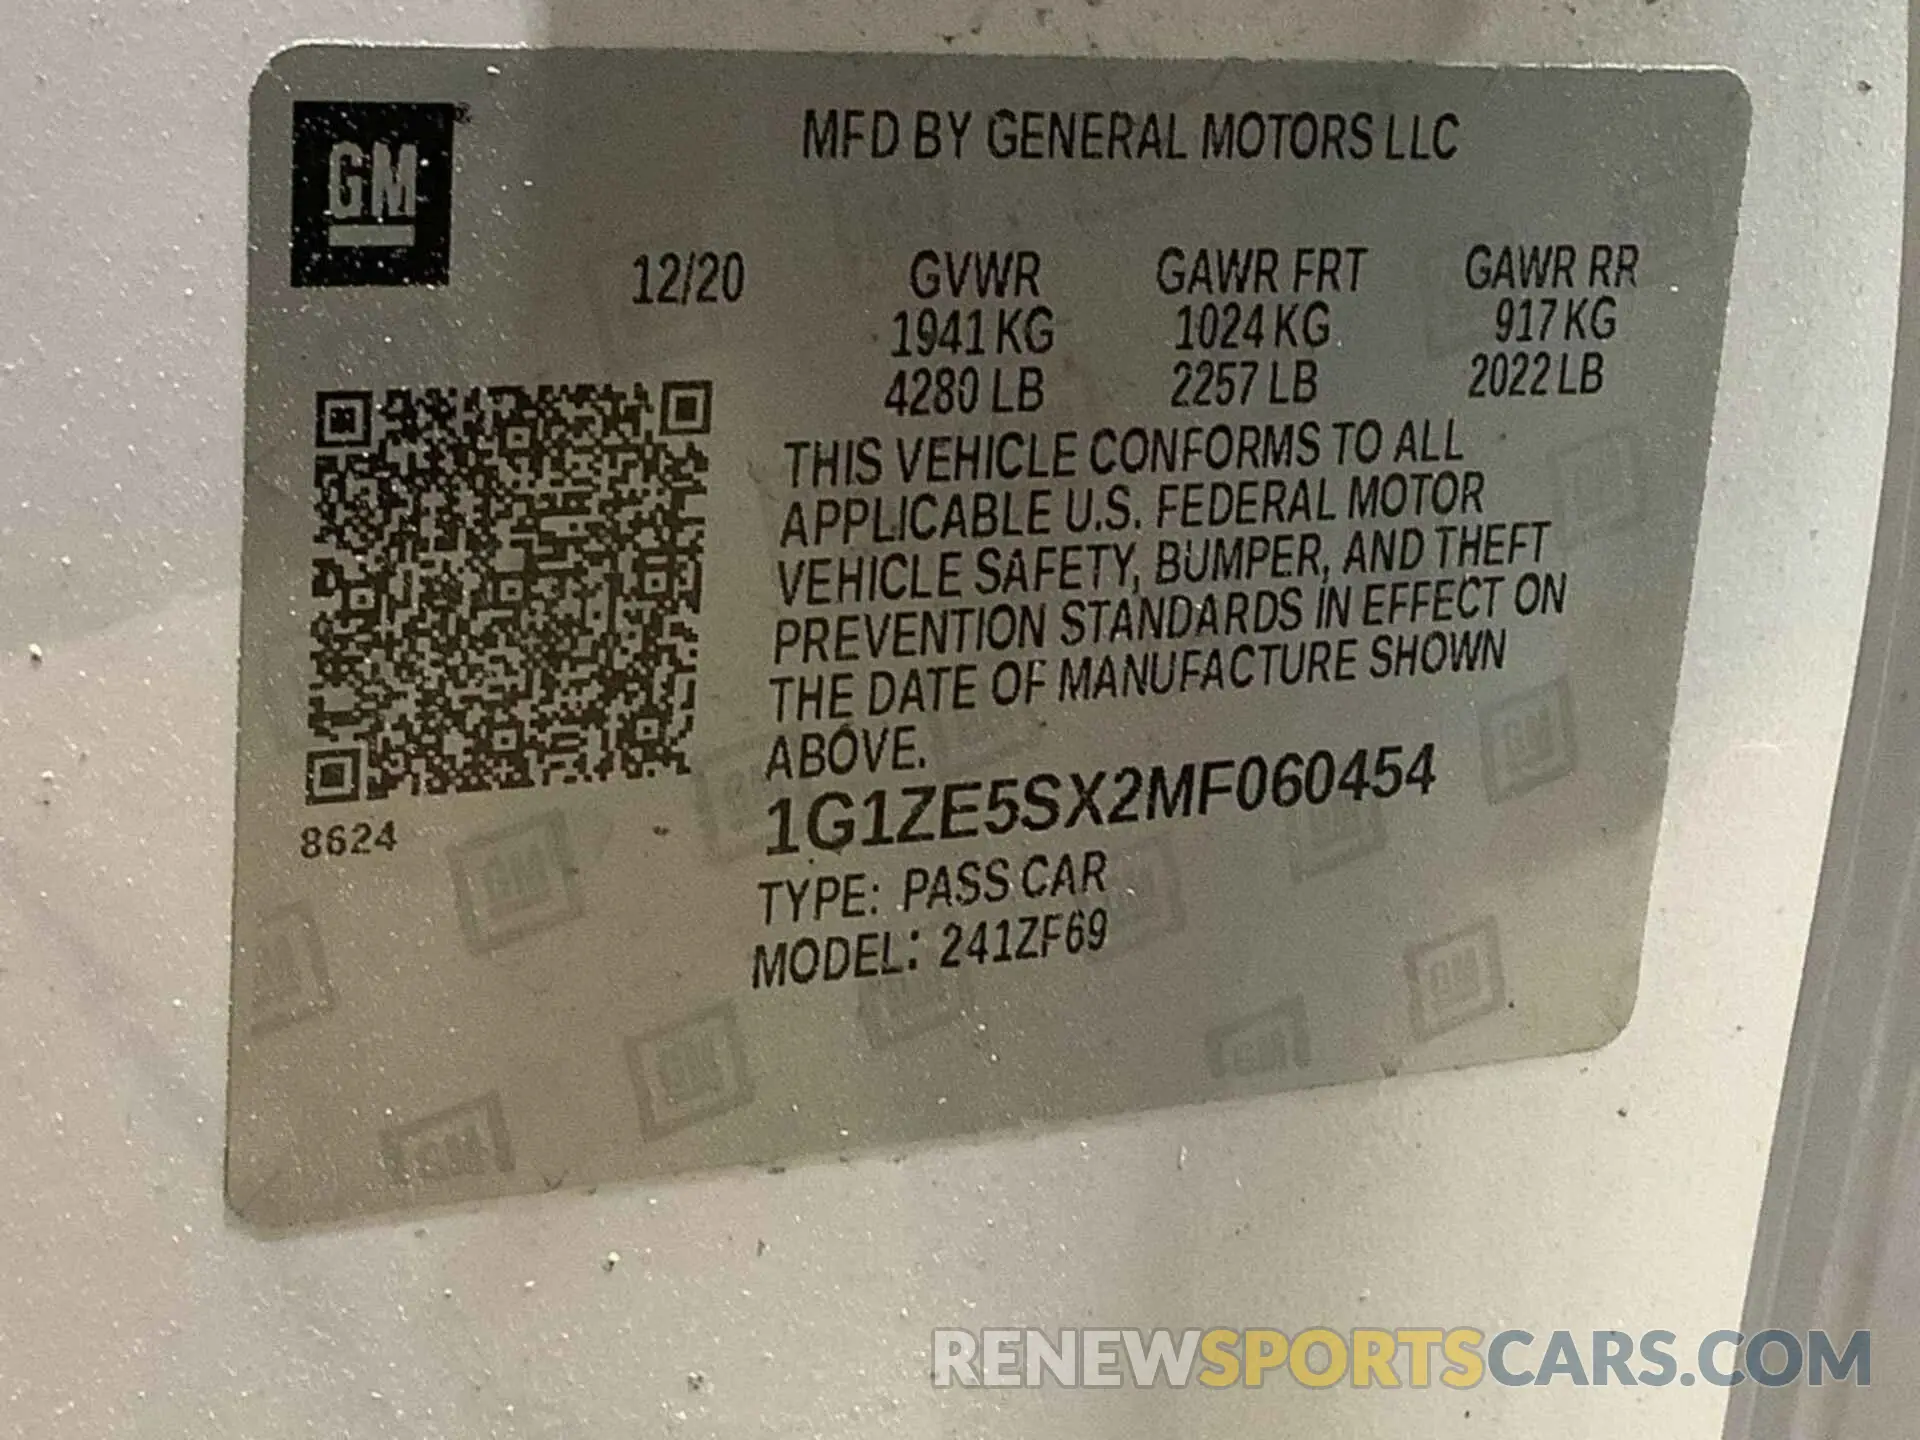 GM
MFD BY GENERAL MOTORS LLC
12/20 GVWR GAWR FRT GAWR RR
1941 KG 1024 KG 917 KG
4280 LB 2257 LB 2022 LB
THIS VEHICLE CONFORMS TO ALL
APPLICABLE U.S. FEDERAL MOTOR
VEHICLE SAFETY, BUMPER, AND THEFT
PREVENTION STANDARDS IN EFFECT ON
THE DATE OF MANUFACTURE SHOWN
ABOVE.
1G1ZE5SX2MF060454
8624
TYPE: PASS CAR
MODEL: 241ZF69
RENEWSPORTSCARS.COM